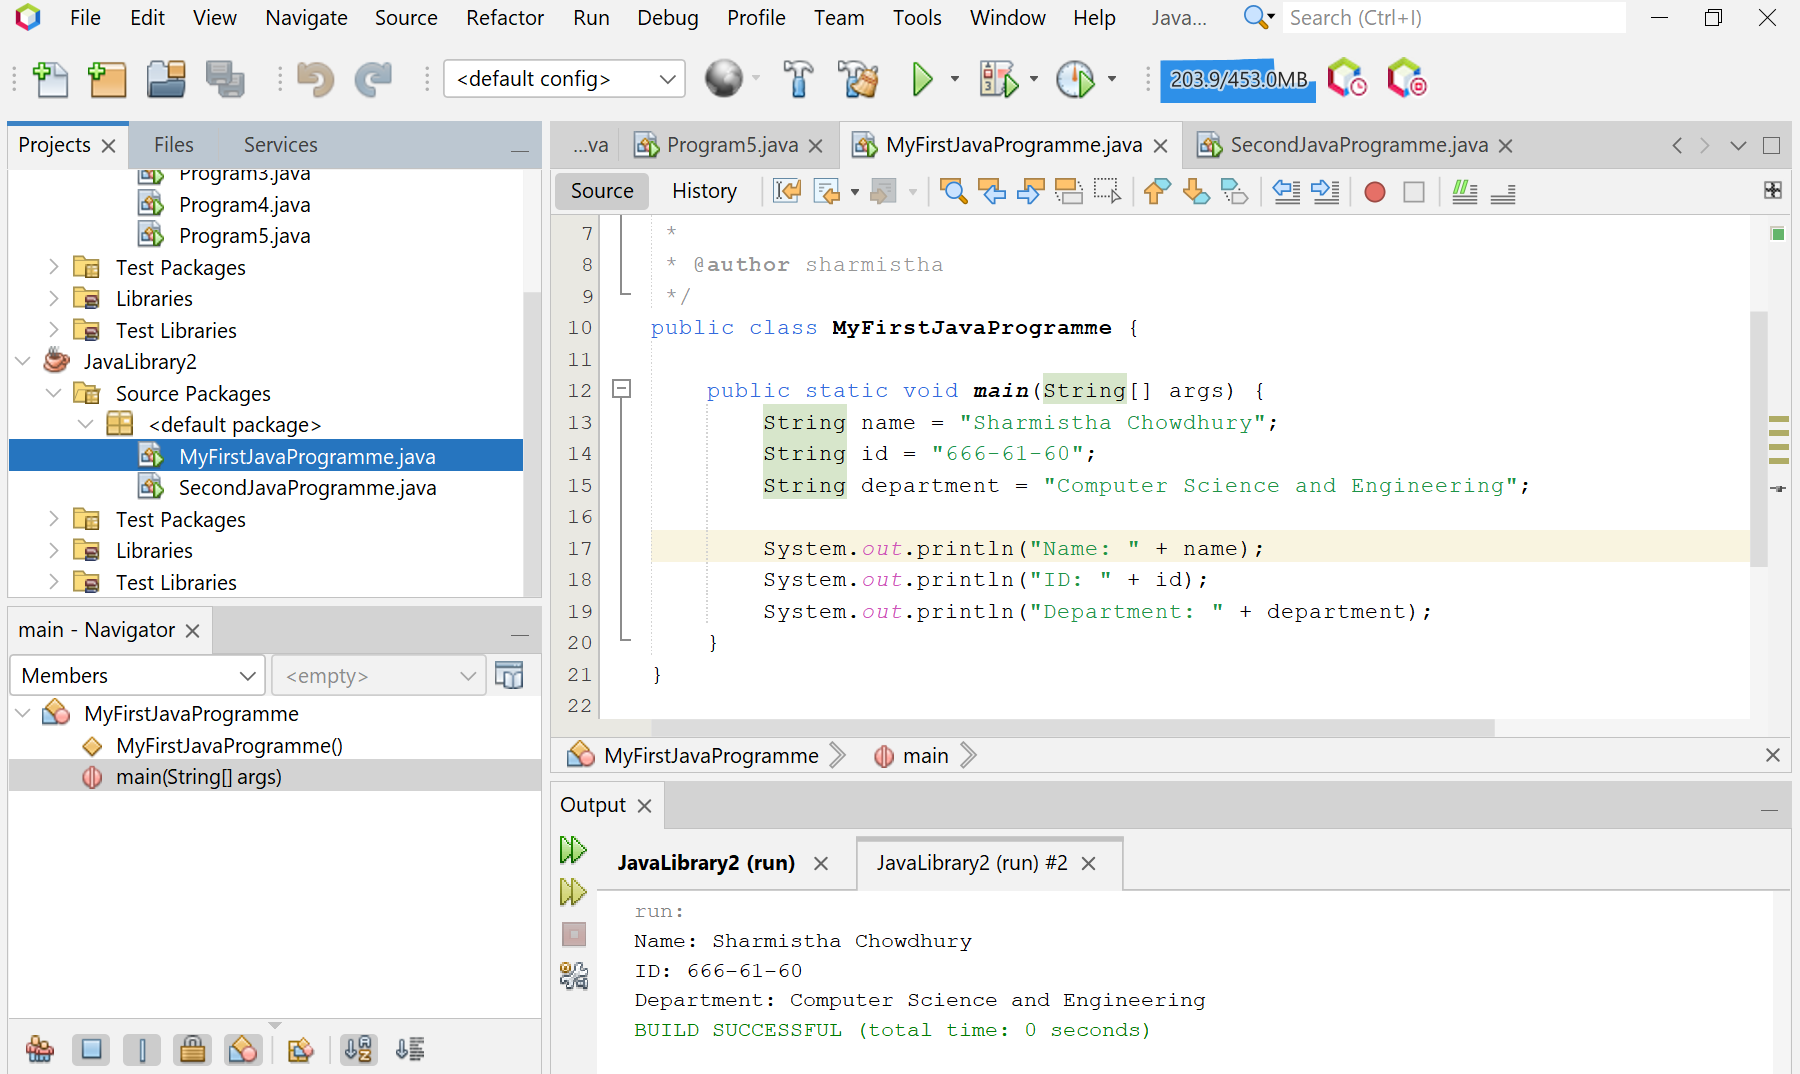 File Edit View Navigate Source Refactor Run Debug Profile Team Tools Window Help Java... Search (Ctrl+I)
<default config> 203.9/453.0MB
Projects Files Services
Program3.java
Program4.java
Program5.java
Test Packages
Libraries
Test Libraries
JavaLibrary2
Source Packages
<default package>
MyFirstJavaProgramme.java
SecondJavaProgramme.java
Test Packages
Libraries
Test Libraries
main - Navigator
Members <empty>
MyFirstJavaProgramme
MyFirstJavaProgramme()
main(String[] args)
...va Program5.java MyFirstJavaProgramme.java SecondJavaProgramme.java
Source History
7 *
8 * @author sharmistha
9 */
10 public class MyFirstJavaProgramme {
11
12 public static void main(String[] args) {
13 String name = "Sharmistha Chowdhury";
14 String id = "666-61-60";
15 String department = "Computer Science and Engineering";
16
17 System.out.println("Name: " + name);
18 System.out.println("ID: " + id);
19 System.out.println("Department: " + department);
20 }
21 }
22
MyFirstJavaProgramme main
Output
JavaLibrary2 (run) JavaLibrary2 (run) #2
run:
Name: Sharmistha Chowdhury
ID: 666-61-60
Department: Computer Science and Engineering
BUILD SUCCESSFUL (total time: 0 seconds)